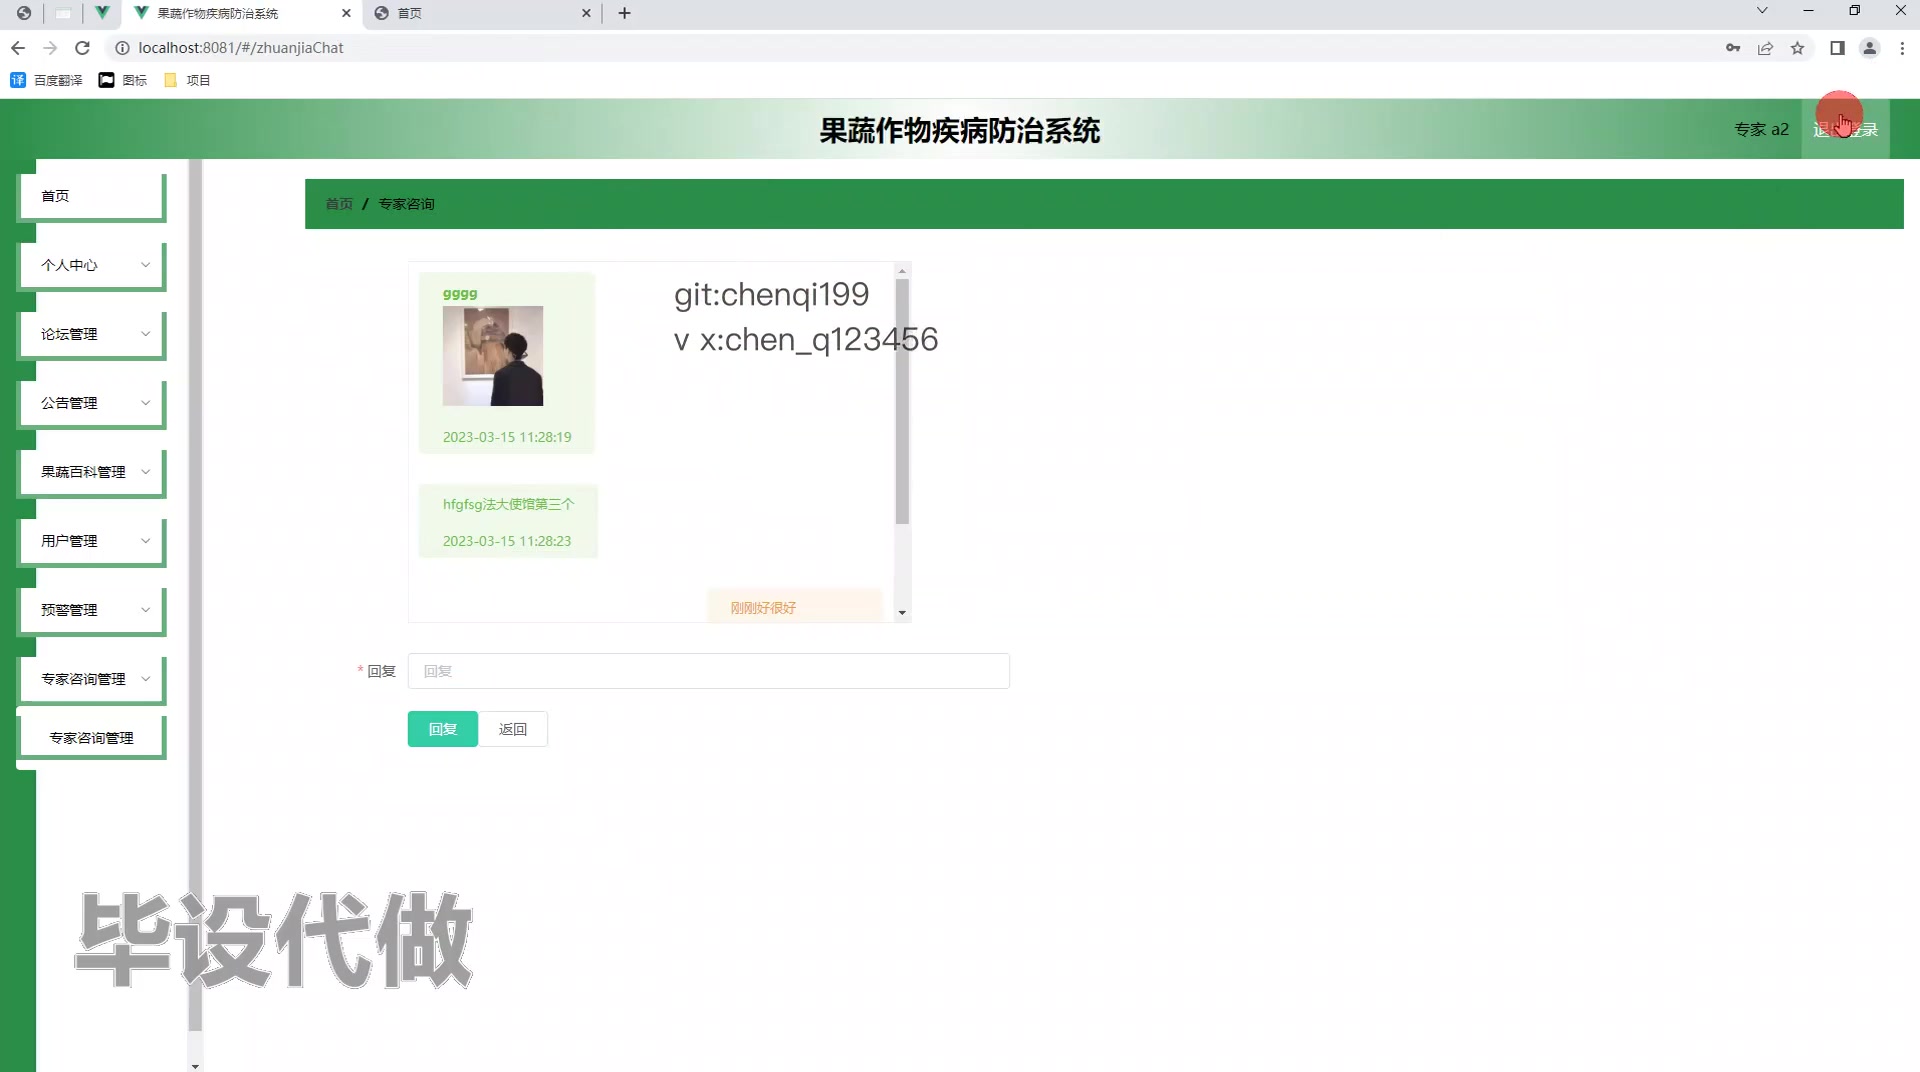 果蔬作物疾病防治系统
首页
localhost:8081/#/zhuanjiaChat
百度翻译
图标
项目
果蔬作物疾病防治系统
专家 a2
退出登录
首页
个人中心
论坛管理
公告管理
果蔬百科管理
用户管理
预警管理
专家咨询管理
专家咨询管理
首页 / 专家咨询
gggg
2023-03-15 11:28:19
hfgfsg法大使馆第三个
2023-03-15 11:28:23
刚刚好很好
git:chenqi199
v x:chen_q123456
* 回复
回复
回复
返回
毕设代做